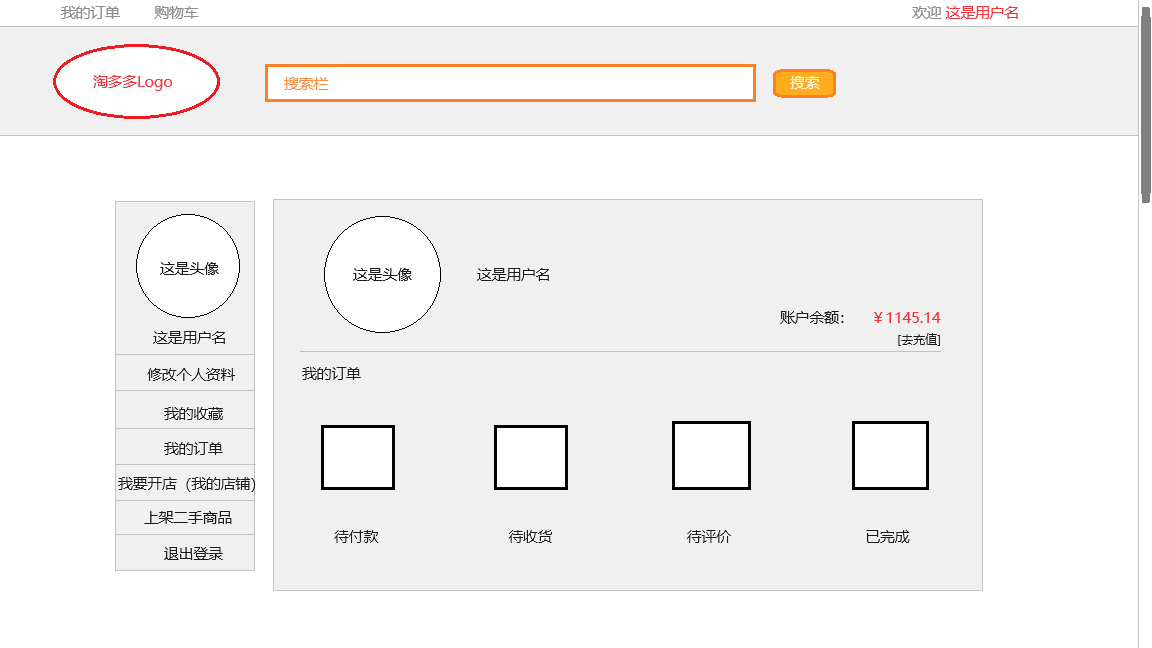 我的订单 购物车 欢迎 这是用户名
淘多多Logo 搜索栏 搜索
这是头像
这是用户名
修改个人资料
我的收藏
我的订单
我要开店（我的店铺）
上架二手商品
退出登录
这是头像 这是用户名
账户余额： ￥1145.14
[去充值]
我的订单
待付款 待收货 待评价 已完成